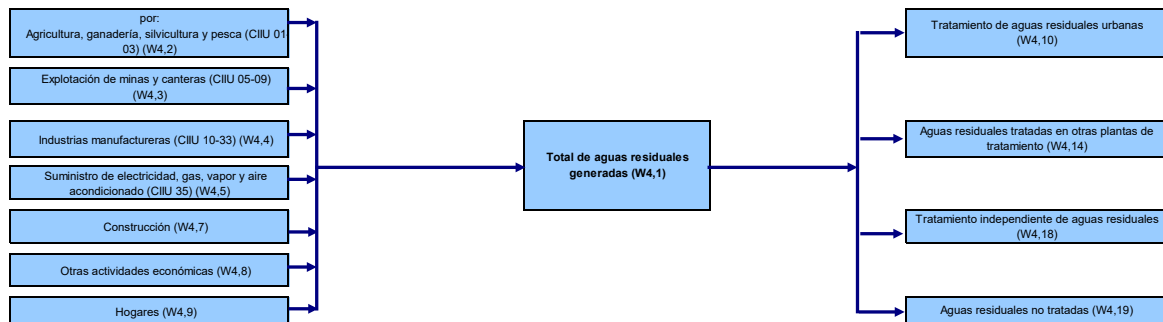 por:
Agricultura, ganadería, silvicultura y pesca (CIIU 01-
03) (W4,2)
Explotación de minas y canteras (CIIU 05-09)
(W4,3)
Industrias manufactureras (CIIU 10-33) (W4,4)
Suministro de electricidad, gas, vapor y aire
acondicionado (CIIU 35) (W4,5)
Construcción (W4,7)
Otras actividades económicas (W4,8)
Hogares (W4,9)
Total de aguas residuales
generadas (W4,1)
Tratamiento de aguas residuales urbanas
(W4,10)
Aguas residuales tratadas en otras plantas de
tratamiento (W4,14)
Tratamiento independiente de aguas residuales
(W4,18)
Aguas residuales no tratadas (W4,19)